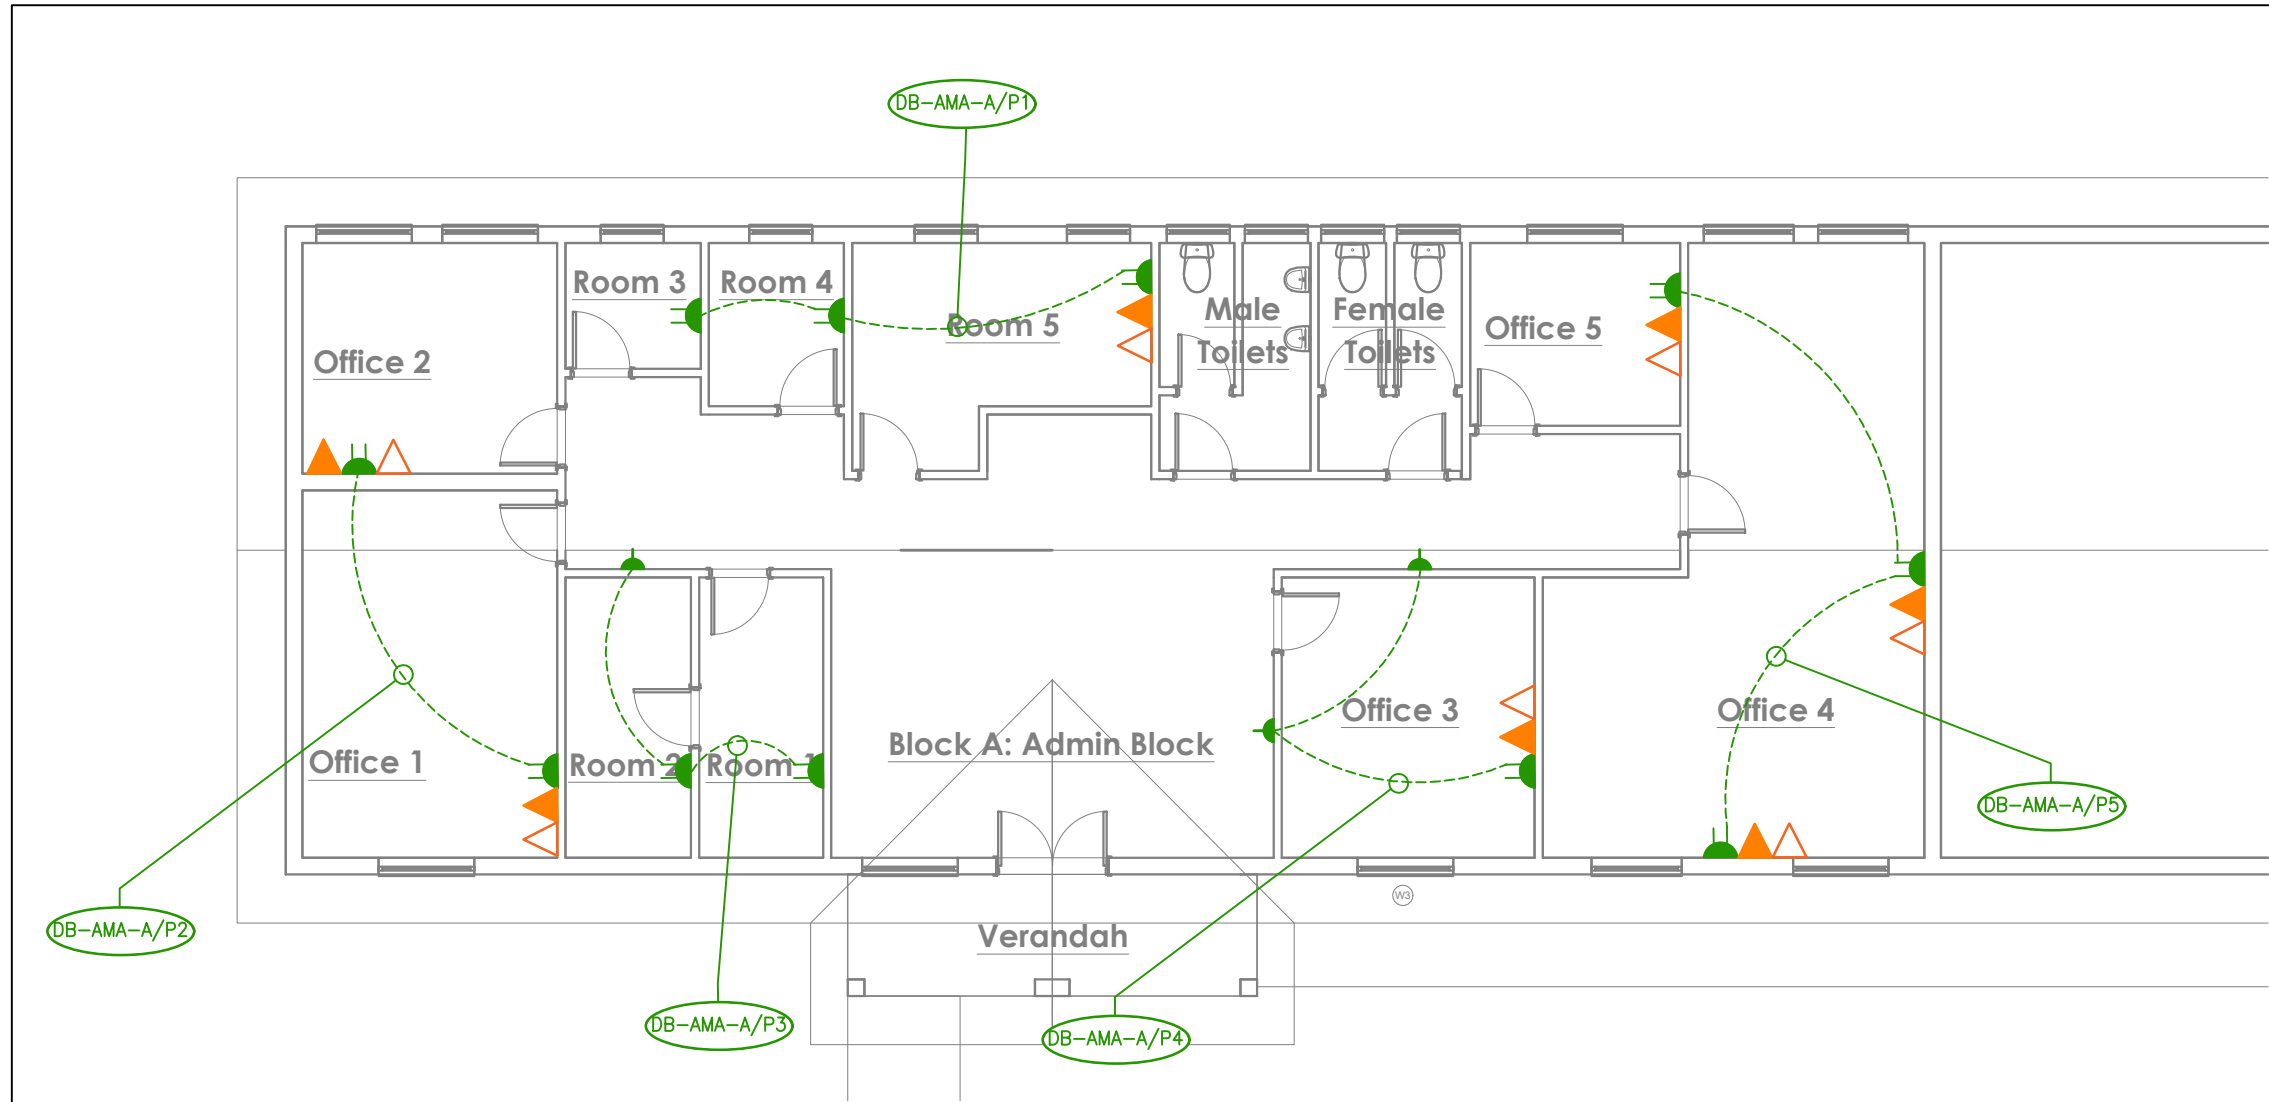 DB-AMA-A/P1
Room 3
Room 4
Room 5
Male
Toilets
Female
Toilets
Office 5
Office 2
Office 1
Room 2
Room 1
Block A: Admin Block
Office 3
Office 4
DB-AMA-A/P5
W3
DB-AMA-A/P2
Verandah
DB-AMA-A/P3
DB-AMA-A/P4